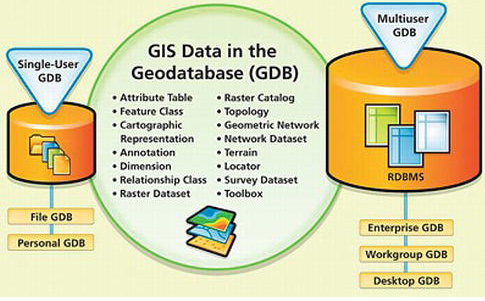 Single-User
GDB
File GDB
Personal GDB
GIS Data in the
Geodatabase (GDB)
• Attribute Table
• Feature Class
• Cartographic
Representation
• Annotation
• Dimension
• Relationship Class
• Raster Dataset
• Raster Catalog
• Topology
• Geometric Network
• Network Dataset
• Terrain
• Locator
• Survey Dataset
• Toolbox
Multiuser
GDB
RDBMS
Enterprise GDB
Workgroup GDB
Desktop GDB